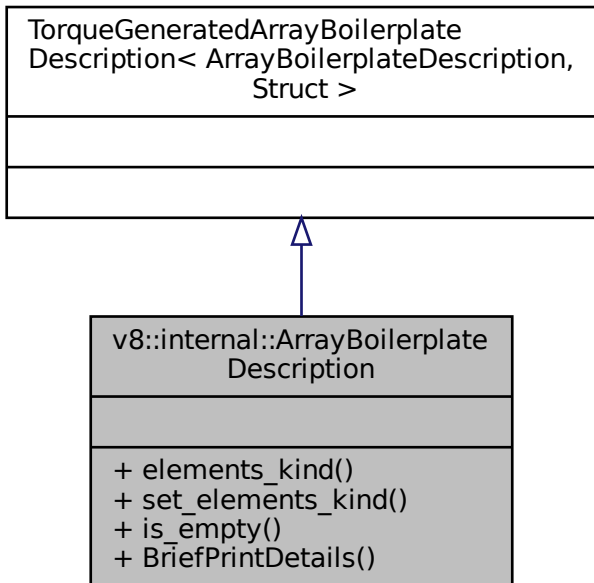 TorqueGeneratedArrayBoilerplate
Description< ArrayBoilerplateDescription,
Struct >
v8::internal::ArrayBoilerplate
Description
+ elements_kind()
+ set_elements_kind()
+ is_empty()
+ BriefPrintDetails()